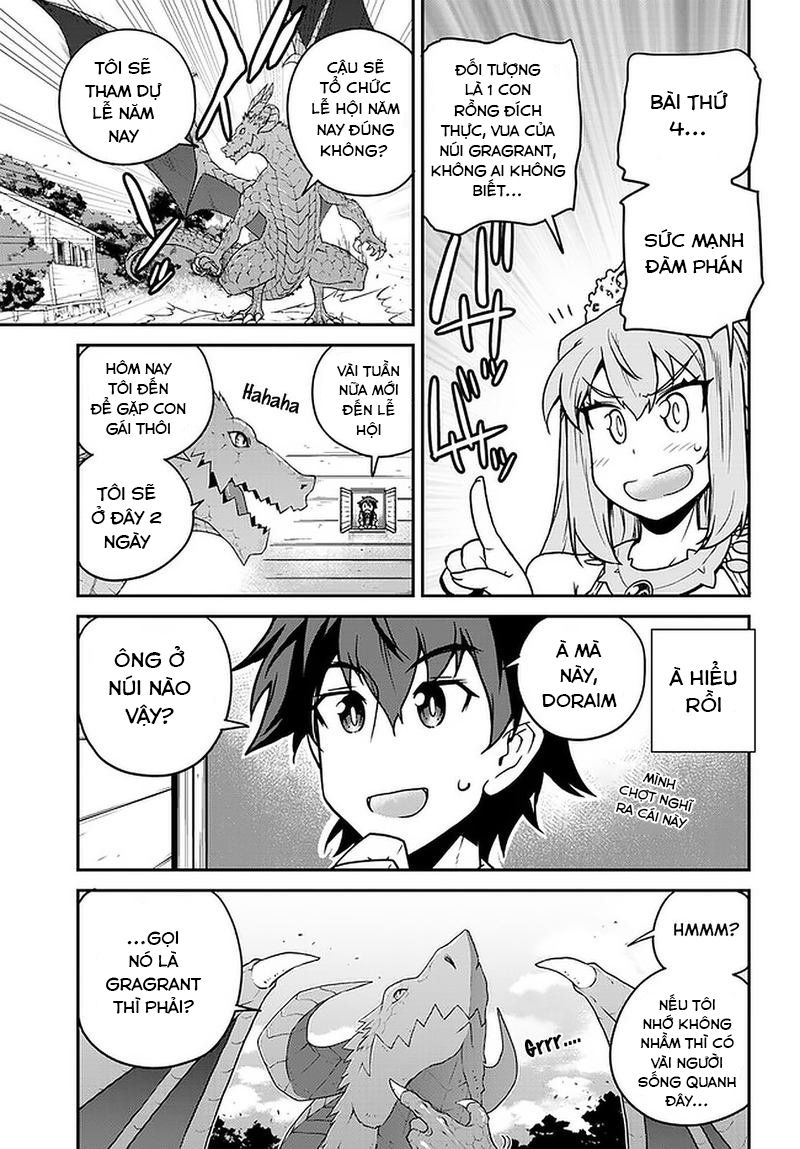 BÀI THỨ
4...
SỨC MẠNH
ĐÀM PHÁN
ĐỐI TƯỢNG
LÀ 1 CON
RỒNG ĐÍCH
THỰC, VUA CỦA
NÚI GRAGRANT,
KHÔNG AI KHÔNG
BIẾT...
CẬU SẼ
TỔ CHỨC
LỄ HỘI NĂM
NAY ĐÚNG
KHÔNG?
TÔI SẼ
THAM DỰ
LỄ NĂM
NAY
VÀI TUẦN
NỮA MỚI
ĐẾN LỄ
HỘI
Hahaha
HÔM NAY
TÔI ĐẾN
ĐỂ GẶP CON
GÁI THÔI
TÔI SẼ
Ở ĐÂY 2
NGÀY
À HIỂU
RỒI
À MÀ
NÀY,
DORAIM
MÌNH
CHỢT NGHĨ
RA CÁI NÀY
ÔNG Ở
NÚI NÀO
VẬY?
HMMM?
NẾU TÔI
NHỚ KHÔNG
NHẦM THÌ CÓ
VÀI NGƯỜI
SỐNG QUANH
ĐÂY...
Grrr....
...GỌI
NÓ LÀ
GRAGRANT
THÌ PHẢI?